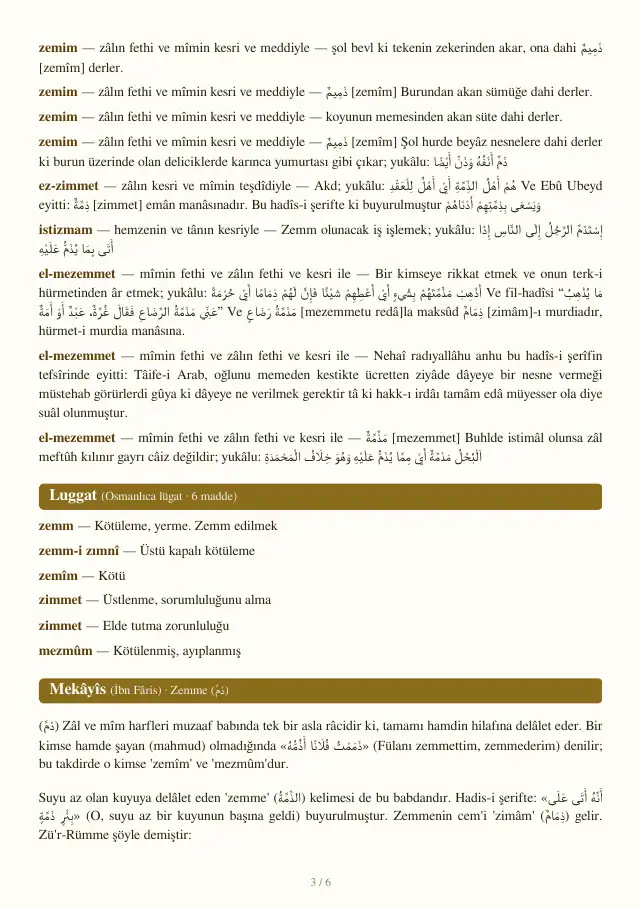 zemim — zâlın fethi ve mîmin kesri ve meddiyle — şol bevl ki tekenin zekerinden akar, ona dahi ذَمِيمٌ
[zemîm] derler.
zemim — zâlın fethi ve mîmin kesri ve meddiyle — ذَمِيمٌ [zemîm] Burundan akan sümüğe dahi derler.
zemim — zâlın fethi ve mîmin kesri ve meddiyle — koyunun memesinden akan süte dahi derler.
zemim — zâlın fethi ve mîmin kesri ve meddiyle — ذَمِيمٌ [zemîm] Şol hurde beyâz nesnelere dahi derler
ki burun üzerinde olan deliciklerde karınca yumurtası gibi çıkar; yukâlu: ذَمَّ أَنْفُهُ وَذَنَّ أَيْضًا
ez-zimmet — zâlın kesri ve mîmin teşdîdiyle — Akd; yukâlu: هُمْ أَهْلُ الذِّمَّةِ أَيْ أَهْلٌ لِلْعَقْدِ Ve Ebû Ubeyd
eyitti: ذِمَّةٌ [zimmet] emân manâsınadır. Bu hadîs-i şerifte ki buyurulmuştur وَيَسْعَى بِذِمَّتِهِمْ أَدْنَاهُمْ
istizmam — hemzenin ve tânın kesriyle — Zemm olunacak iş işlemek; yukâlu: إِسْتَذَمَّ الرَّجُلُ إِلَى النَّاسِ إِذَا
أَتَى بِمَا يُذَمُّ عَلَيْهِ
el-mezemmet — mîmin fethi ve zâlın fethi ve kesri ile — Bir kimseye rikkat etmek ve onun terk-i
hürmetinden âr etmek; yukâlu: أَذْهِبْ مَذَمَّتَهُمْ بِشَيْءٍ أَيْ أَعْطِهِمْ شَيْئًا فَإِنَّ لَهُمْ ذِمَامًا أَيْ حُرْمَةً Ve fil-hadîsi “مَا يُذْهِبُ
عَنِّي مَذَمَّةَ الرَّضَاعِ فَقَالَ غُرَّةٌ، عَبْدٌ أَوْ أَمَةٌ” Ve مَذَمَّةُ رَضَاعٍ [mezemmetu redâ]la maksûd ذِمَامٌ [zimâm]-ı murdiadır,
hürmet-i murdia manâsına.
el-mezemmet — mîmin fethi ve zâlın fethi ve kesri ile — Nehaî radıyallâhu anhu bu hadîs-i şerîfin
tefsîrinde eyitti: Tâife-i Arab, oğlunu memeden kestikte ücretten ziyâde dâyeye bir nesne vermeği
müstehab görürlerdi gûya ki dâyeye ne verilmek gerektir tâ ki hakk-ı irdâı tamâm edâ müyesser ola diye
suâl olunmuştur.
el-mezemmet — mîmin fethi ve zâlın fethi ve kesri ile — مَذَمَّةٌ [mezemmet] Buhlde istimâl olunsa zâl
meftûh kılınır gayrı câiz değildir; yukâlu: اَلْبُخْلُ مَذَمَّةٌ أَيْ مِمَّا يُذَمُّ عَلَيْهِ وَهُوَ خِلَافُ الْمَحْمَدَةِ
Luggat (Osmanlıca lügat · 6 madde)
zemm — Kötüleme, yerme. Zemm edilmek
zemm-i zımnî — Üstü kapalı kötüleme
zemîm — Kötü
zimmet — Üstlenme, sorumluluğunu alma
zimmet — Elde tutma zorunluluğu
mezmûm — Kötülenmiş, ayıplanmış
Mekâyîs (İbn Fâris) · Zemme (ذمّ)
(ذمّ) Zâl ve mîm harfleri muzaaf babında tek bir asla râcidir ki, tamamı hamdin hilafına delâlet eder. Bir
kimse hamde şayan (mahmud) olmadığında «ذَمَمْتُ فُلَانًا أَذُمُّهُ» (Fülanı zemmettim, zemmederim) denilir;
bu takdirde o kimse 'zemîm' ve 'mezmûm'dur.
Suyu az olan kuyuya delâlet eden 'zemme' (الذَّمَّةُ) kelimesi de bu babdandır. Hadis-i şerifte: «أَنَّهُ أَتَى عَلَى
بِئْرٍ ذَمَّةٍ» (O, suyu az bir kuyunun başına geldi) buyurulmuştur. Zemmenin cem'i 'zimâm' (ذِمَامٌ) gelir.
Zü'r-Rümme şöyle demiştir:
3 / 6